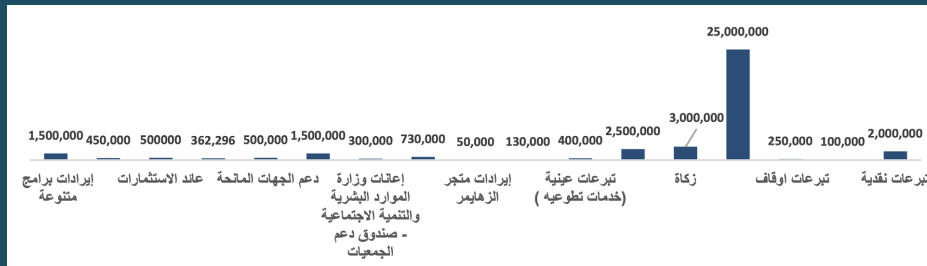 25,000,000
1,500,000 450,000 500000 362,296 500,000 1,500,000 300,000 730,000 50,000 130,000 400,000 2,500,000 3,000,000 250,000 100,000 2,000,000
إيرادات برامج
متنوعة
عائد الاستثمارات
دعم الجهات المانحة
إعانات وزارة
الموارد البشرية
والتنمية الاجتماعية
- صندوق دعم
الجمعيات
إيرادات متجر
الزهايمر
تبرعات عينية
(خدمات تطوعيه )
زكاة
تبرعات اوقاف
تبرعات نقدية